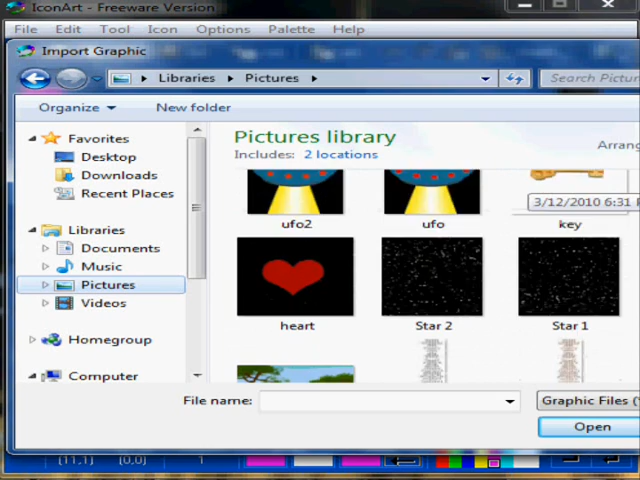 IconArt - Freeware Version
File Edit Tool Icon Options Palette Help
Import Graphic
Libraries Pictures Search Pictur
Organize New folder
Favorites
Desktop
Downloads
Recent Places
Libraries
Documents
Music
Pictures
Videos
Homegroup
Computer
Pictures library
Includes: 2 locations
Arrang
3/12/2010 6:31 P
ufo2 ufo key
heart Star 2 Star 1
File name: Graphic Files (*
Open
(11,1) (0,0) 1